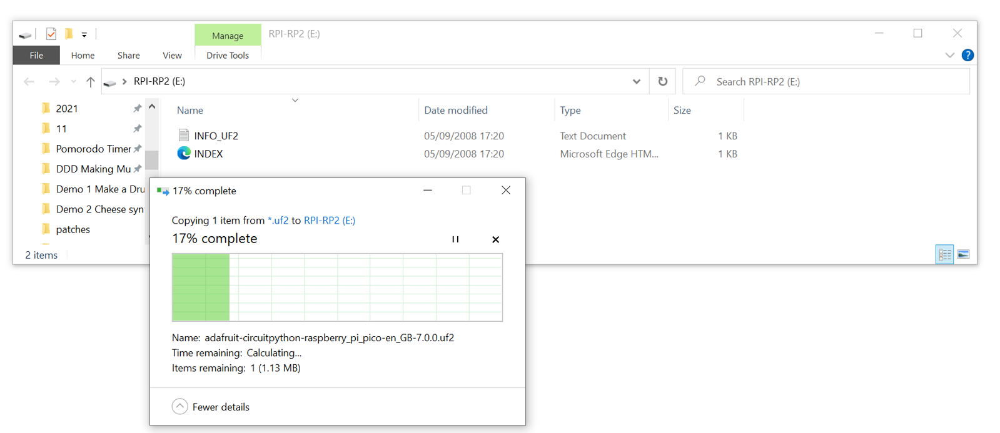 Manage
RPI-RP2 (E:)
File
Home
Share
View
Drive Tools
?
RPI-RP2 (E:)
Search RPI-RP2 (E:)
Name
Date modified
Type
Size
2021
11
Pomorodo Timer
DDD Making Mu
Demo 1 Make a Dru
Demo 2 Cheese syn
patches
INFO_UF2
05/09/2008 17:20
Text Document
1 KB
INDEX
05/09/2008 17:20
Microsoft Edge HTM...
1 KB
2 items
17% complete
Copying 1 item from *.uf2 to RPI-RP2 (E:)
17% complete
Name: adafruit-circuitpython-raspberry_pi_pico-en_GB-7.0.0.uf2
Time remaining: Calculating...
Items remaining: 1 (1.13 MB)
Fewer details